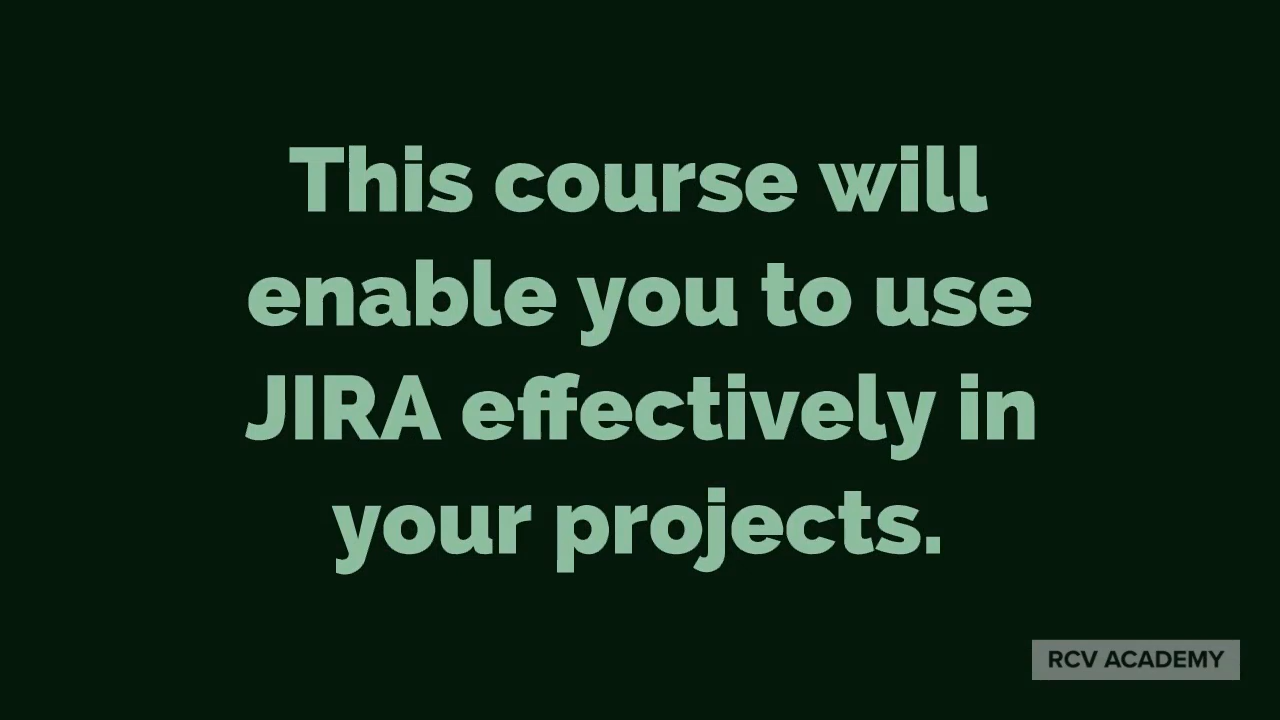 This course will
enable you to use
JIRA effectively in
your projects.
RCV ACADEMY